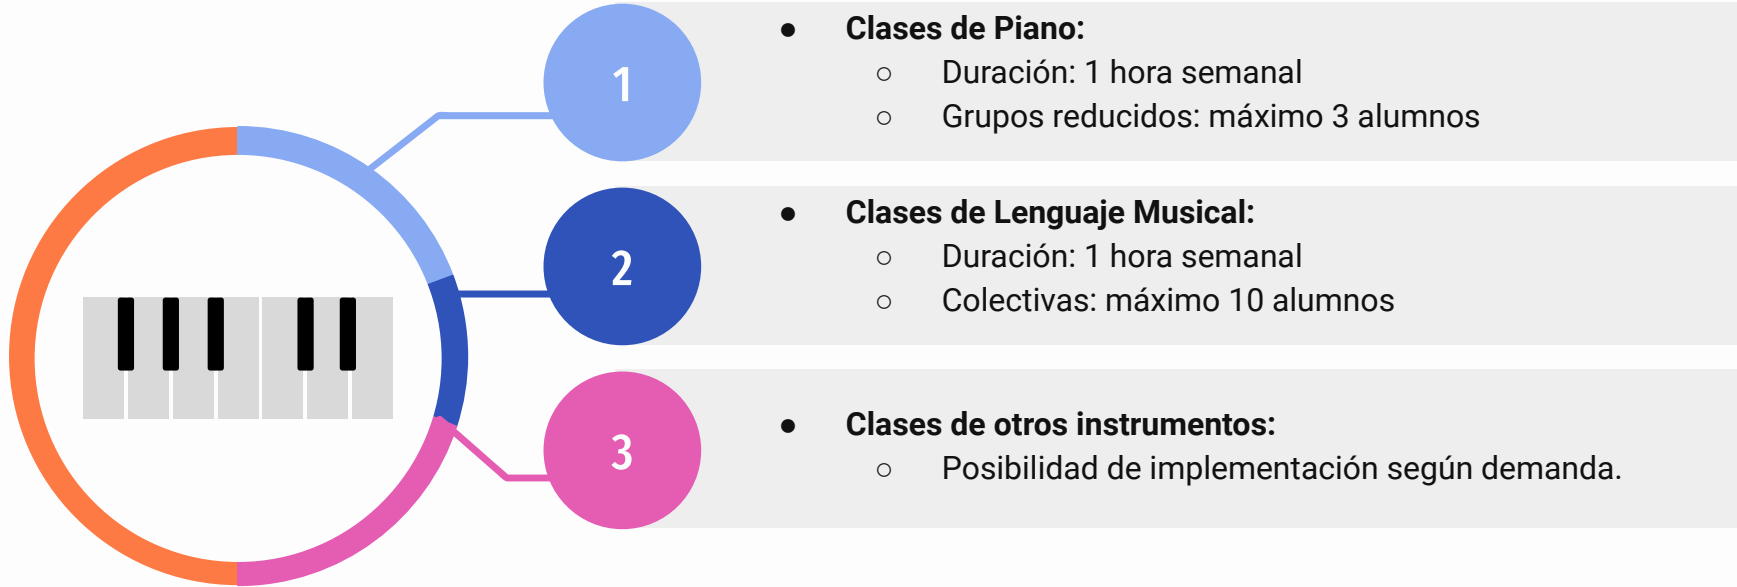 1
● Clases de Piano:
○ Duración: 1 hora semanal
○ Grupos reducidos: máximo 3 alumnos
2
● Clases de Lenguaje Musical:
○ Duración: 1 hora semanal
○ Colectivas: máximo 10 alumnos
3
● Clases de otros instrumentos:
○ Posibilidad de implementación según demanda.